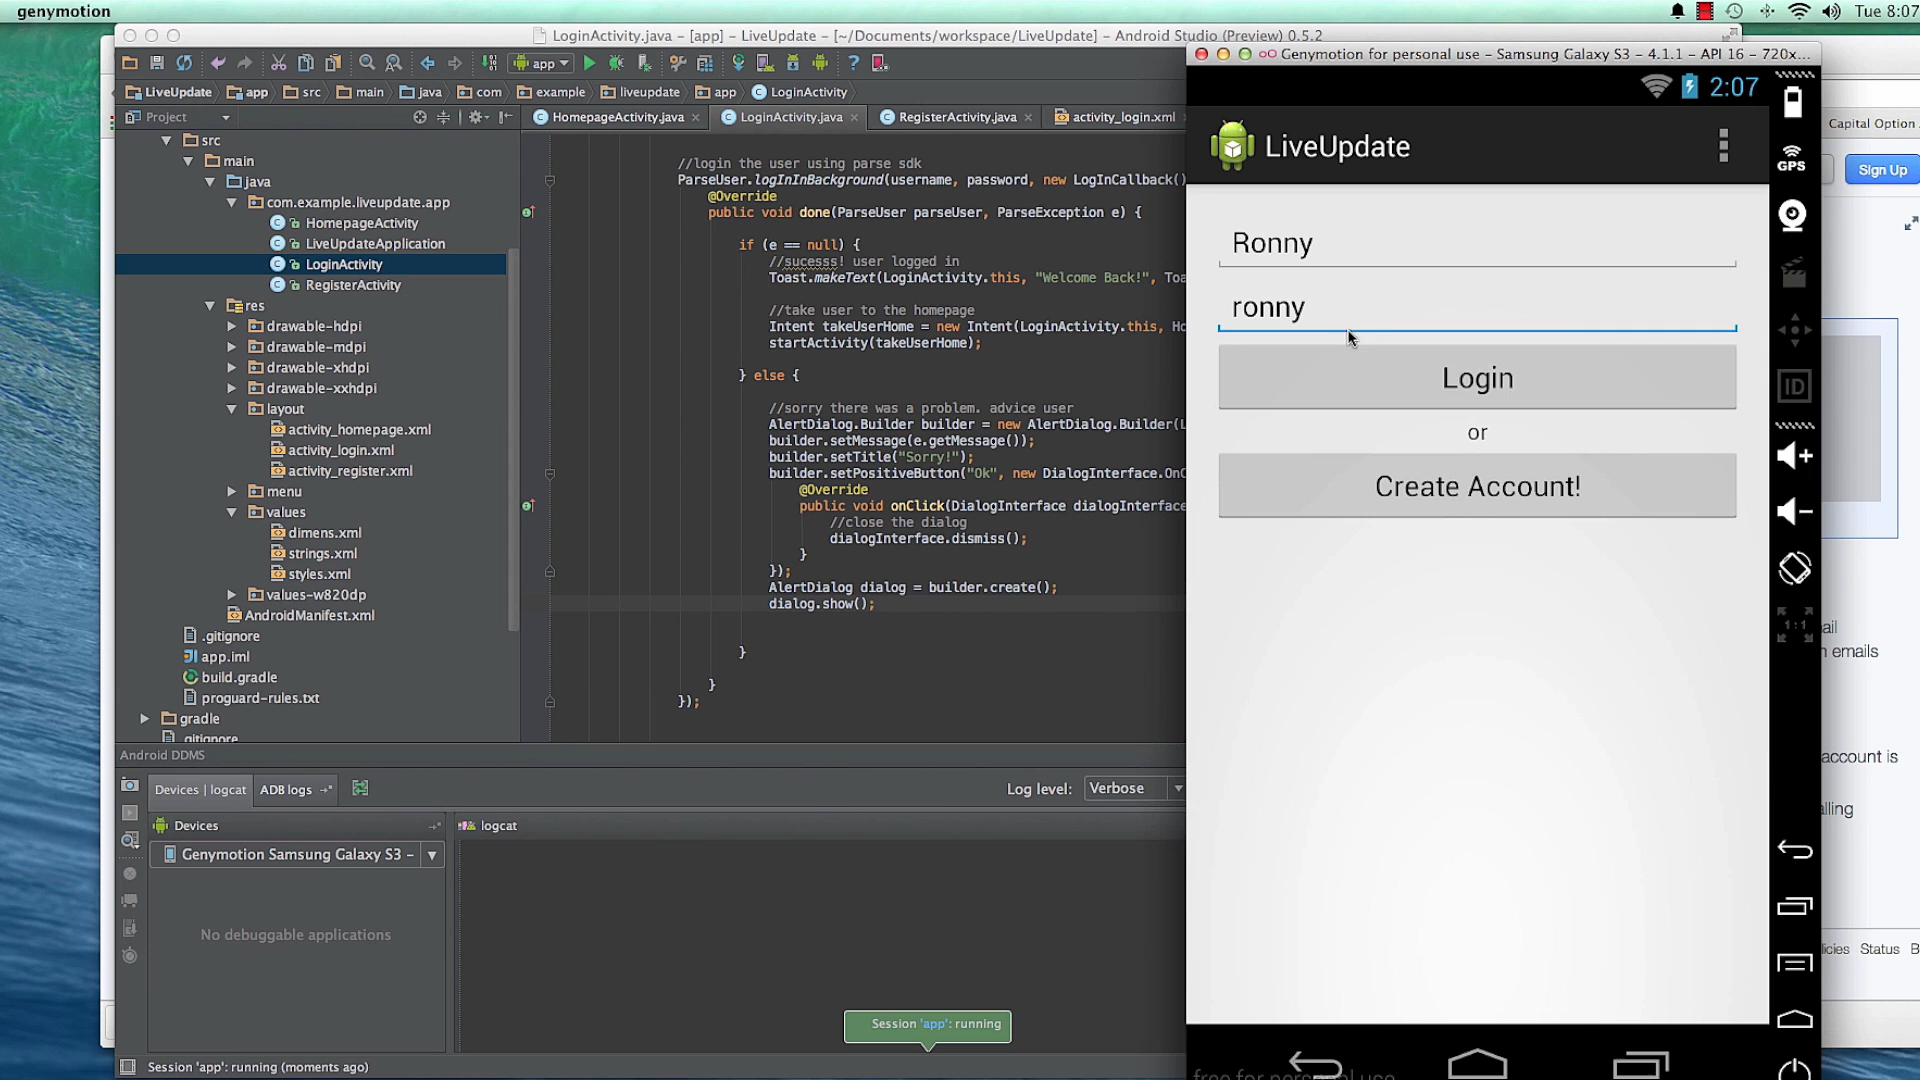 genymotion
Tue 8:07
LoginActivity.java – [app] – LiveUpdate – [~/Documents/workspace/LiveUpdate] – Android Studio (Preview) 0.5.2
app
LiveUpdate app src main java com example liveupdate app LoginActivity
Project
HomepageActivity.java LoginActivity.java RegisterActivity.java activity_login.xml
src
main
java
com.example.liveupdate.app
HomepageActivity
LiveUpdateApplication
LoginActivity
RegisterActivity
res
drawable-hdpi
drawable-mdpi
drawable-xhdpi
drawable-xxhdpi
layout
activity_homepage.xml
activity_login.xml
activity_register.xml
menu
values
dimens.xml
strings.xml
styles.xml
values-w820dp
AndroidManifest.xml
.gitignore
app.iml
build.gradle
proguard-rules.txt
gradle
.gitignore
//login the user using parse sdk
ParseUser.logInInBackground(username, password, new LogInCallback()
@Override
public void done(ParseUser parseUser, ParseException e) {
if (e == null) {
//sucesss! user logged in
Toast.makeText(LoginActivity.this, "Welcome Back!", Toa
//take user to the homepage
Intent takeUserHome = new Intent(LoginActivity.this, Ho
startActivity(takeUserHome);
} else {
//sorry there was a problem. advice user
AlertDialog.Builder builder = new AlertDialog.Builder(L
builder.setMessage(e.getMessage());
builder.setTitle("Sorry!");
builder.setPositiveButton("Ok", new DialogInterface.OnC
@Override
public void onClick(DialogInterface dialogInterface
//close the dialog
dialogInterface.dismiss();
}
});
AlertDialog dialog = builder.create();
dialog.show();
}
}
});
Android DDMS
Devices | logcat ADB logs
Log level: Verbose
Devices
logcat
Genymotion Samsung Galaxy S3 –
No debuggable applications
Session 'app': running
Session 'app': running (moments ago)
Genymotion for personal use – Samsung Galaxy S3 – 4.1.1 – API 16 – 720x...
2:07
LiveUpdate
Ronny
ronny
Login
or
Create Account!
free for personal use
GPS
ID
1:1
Capital Option
Sign Up
ail
n emails
account is
alling
licies Status B